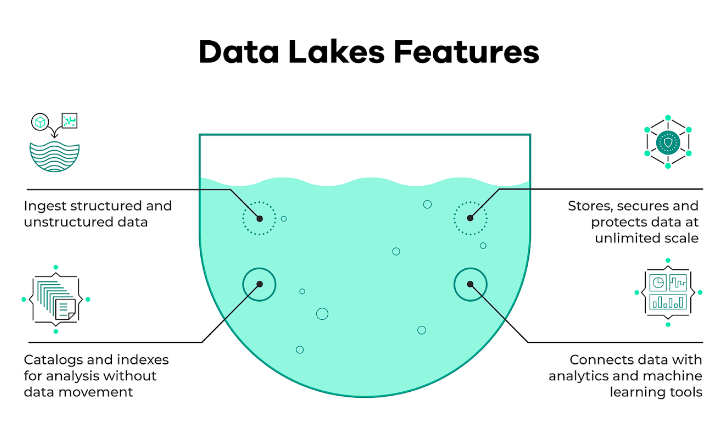 Data Lakes Features
Ingest structured and
unstructured data
Stores, secures and
protects data at
unlimited scale
Catalogs and indexes
for analysis without
data movement
Connects data with
analytics and machine
learning tools